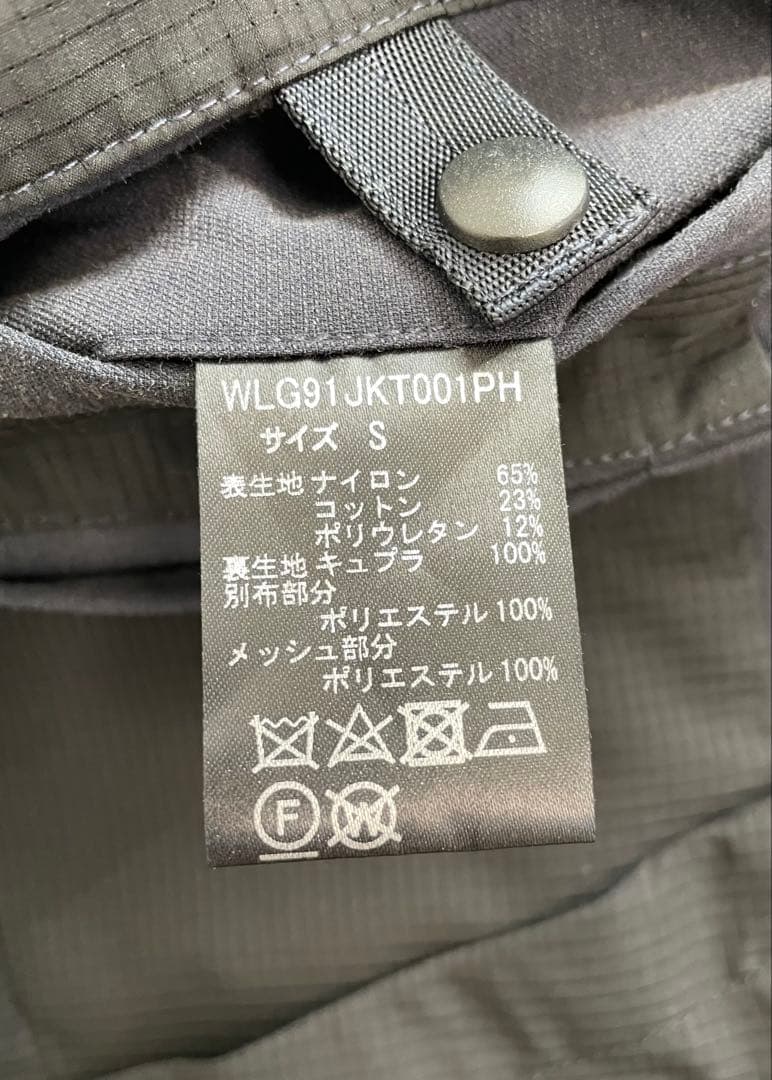 WLG91JKT001PH
サイズ S
表生地 ナイロン 65%
コットン 23%
ポリウレタン 12%
裏生地 キュプラ 100%
別布部分
ポリエステル 100%
メッシュ部分
ポリエステル 100%
F W